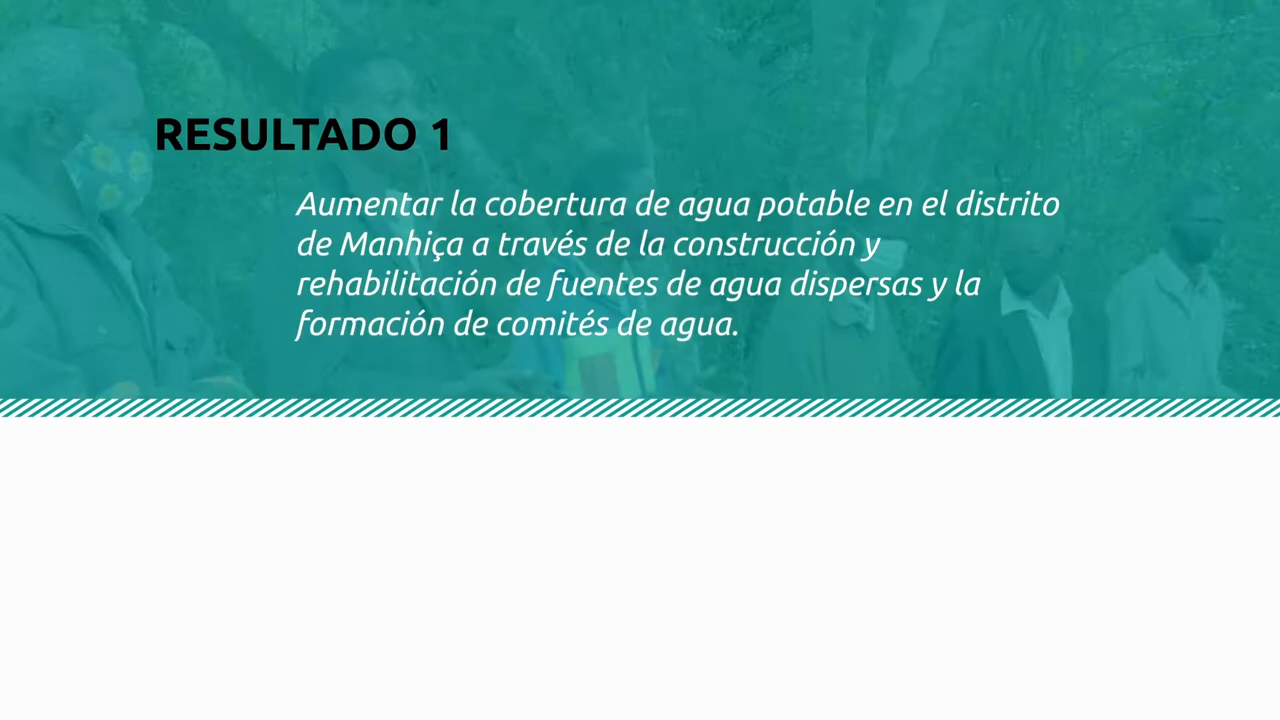 RESULTADO 1
Aumentar la cobertura de agua potable en el distrito
de Manhiça a través de la construcción y
rehabilitación de fuentes de agua dispersas y la
formación de comités de agua.